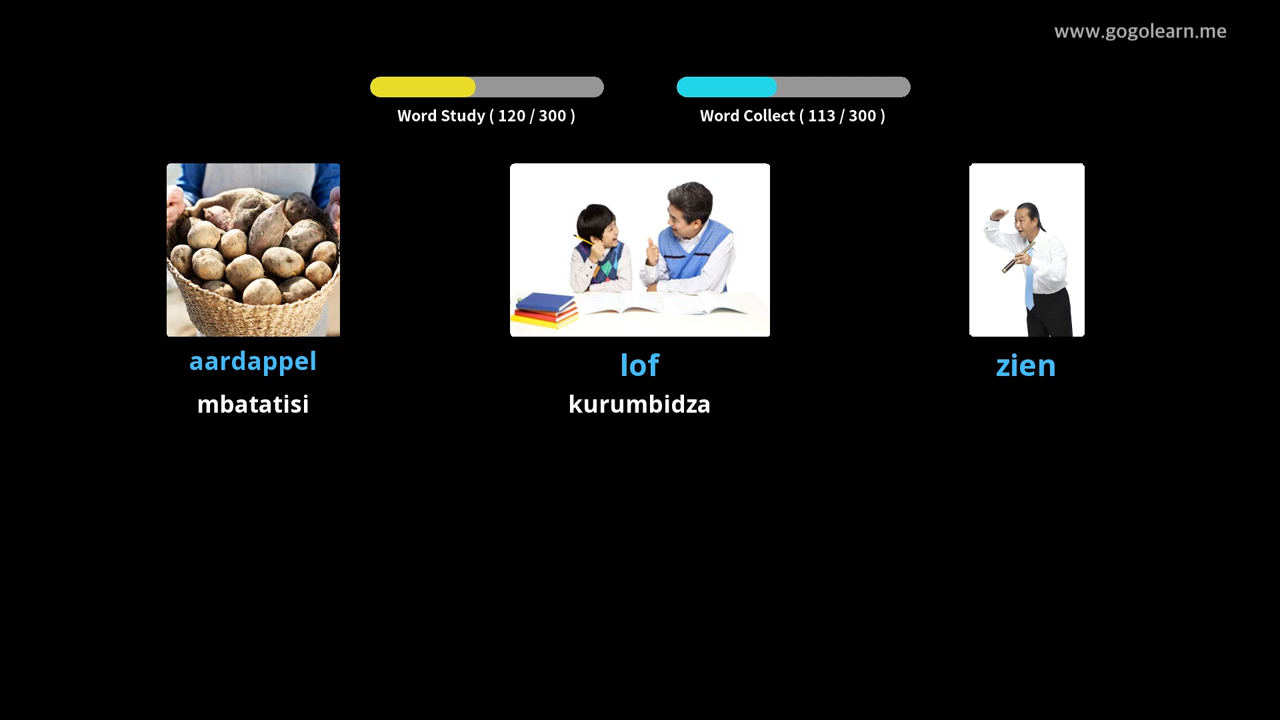 www.gogolearn.me
Word Study ( 120 / 300 )
Word Collect ( 113 / 300 )
aardappel
lof
zien
mbatatisi
kurumbidza